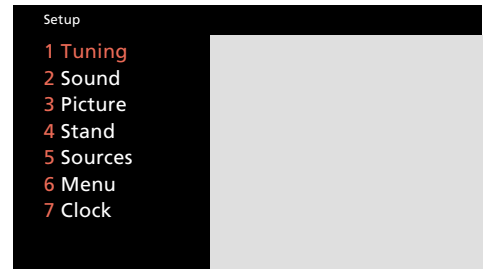 Setup
1 Tuning
2 Sound
3 Picture
4 Stand
5 Sources
6 Menu
7 Clock